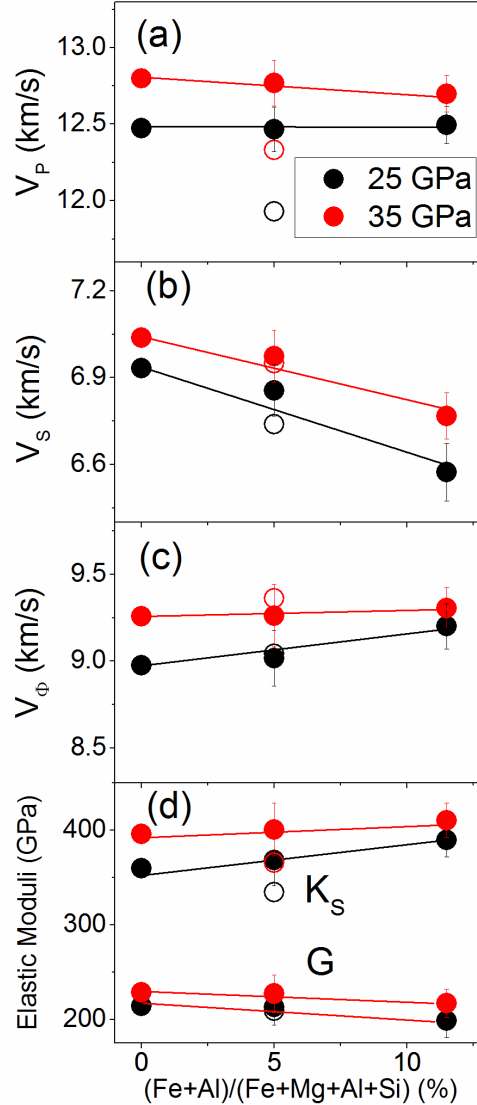 (a)
13.0
12.5
12.0
V_P (km/s)
25 GPa
35 GPa
(b)
7.2
6.9
6.6
V_S (km/s)
(c)
9.5
9.0
8.5
V_Φ (km/s)
(d)
400
300
200
Elastic Moduli (GPa)
K_S
G
0 5 10
(Fe+Al)/(Fe+Mg+Al+Si) (%)